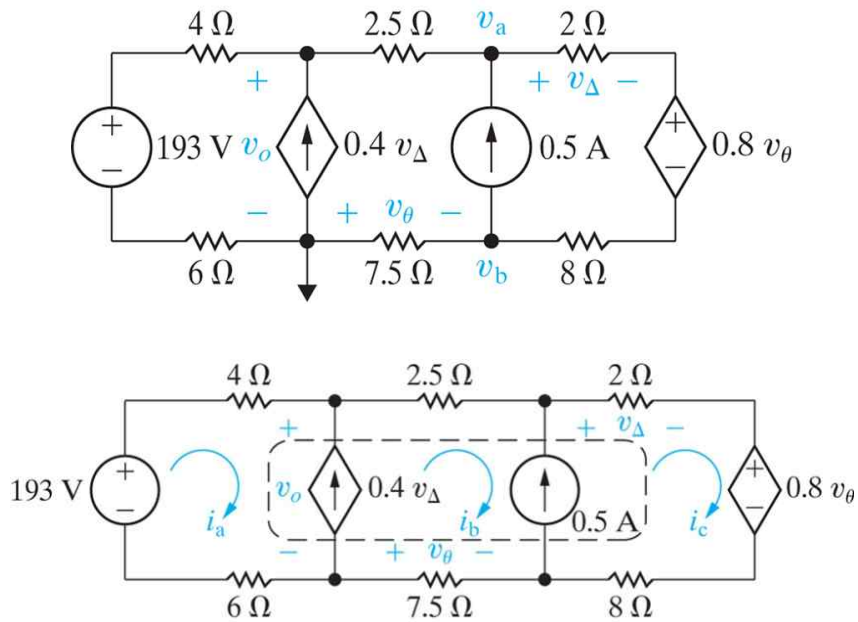 4 Ω 2.5 Ω v_a 2 Ω
+ + v_Δ −
+ − 193 V v_o 0.4 v_Δ 0.5 A + − 0.8 v_θ
− + v_θ −
6 Ω 7.5 Ω v_b 8 Ω
4 Ω 2.5 Ω 2 Ω
+ + v_Δ −
193 V + − v_o 0.4 v_Δ + − 0.8 v_θ
i_a i_b 0.5 A i_c
− + v_θ −
6 Ω 7.5 Ω 8 Ω